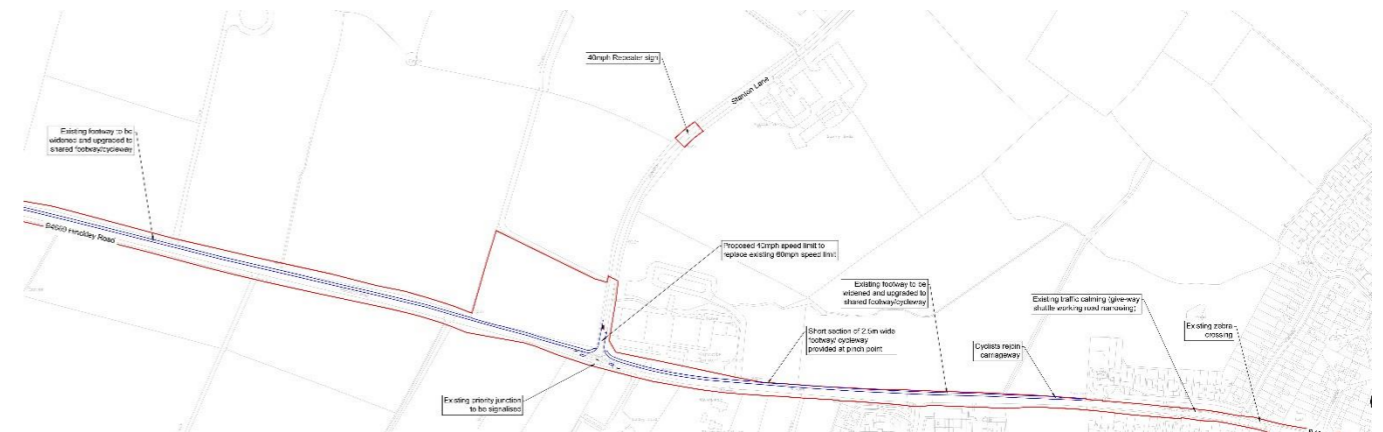 40mph Repeater sign
Stanton Lane
Existing footway to be
widened and upgraded to
shared footway/cycleway
B4669 Hinckley Road
Proposed 40mph speed limit to
replace existing 60mph speed limit
Existing footway to be
widened and upgraded to
shared footway/cycleway
Existing traffic calming (give-way
shuttle working road narrowing)
Existing zebra
crossing
Short section of 2.5m wide
footway/ cycleway
provided at pinch point
Cyclists rejoin
carriageway
Existing priority junction
to be signalised